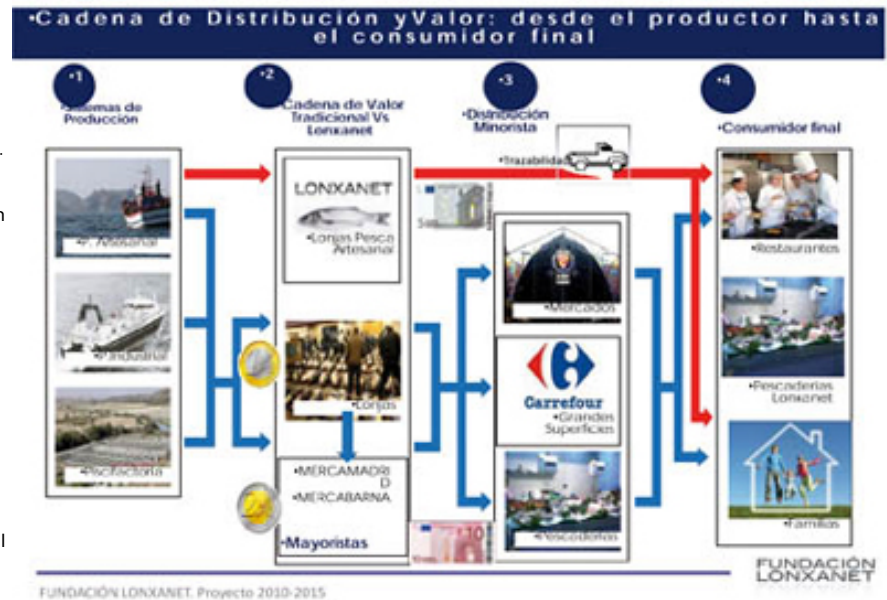 •Cadena de Distribución yValor: desde el productor hasta
el consumidor final
•1
•2
•3
•4
Producción
•Cadena de Valor
Tradicional Vs
Lonxanet
•Distribución
Minorista
•Consumidor final
•Trazabilidad
LONXANET
•Lonjas Pesca
Artesanal
•P. Artesanal
•P.Industrial
•Piscifactoría
•Lonjas
•MERCAMADRI
D
•MERCABARNA
•Mayoristas
•Mercados
Carrefour
•Grandes
Superficies
•Pescaderías
10
•Restaurantes
•Pescaderías
Lonxanet
•Familias
FUNDACIÓN
LONXANET
FUNDACIÓN LONXANET. Proyecto 2010-2015